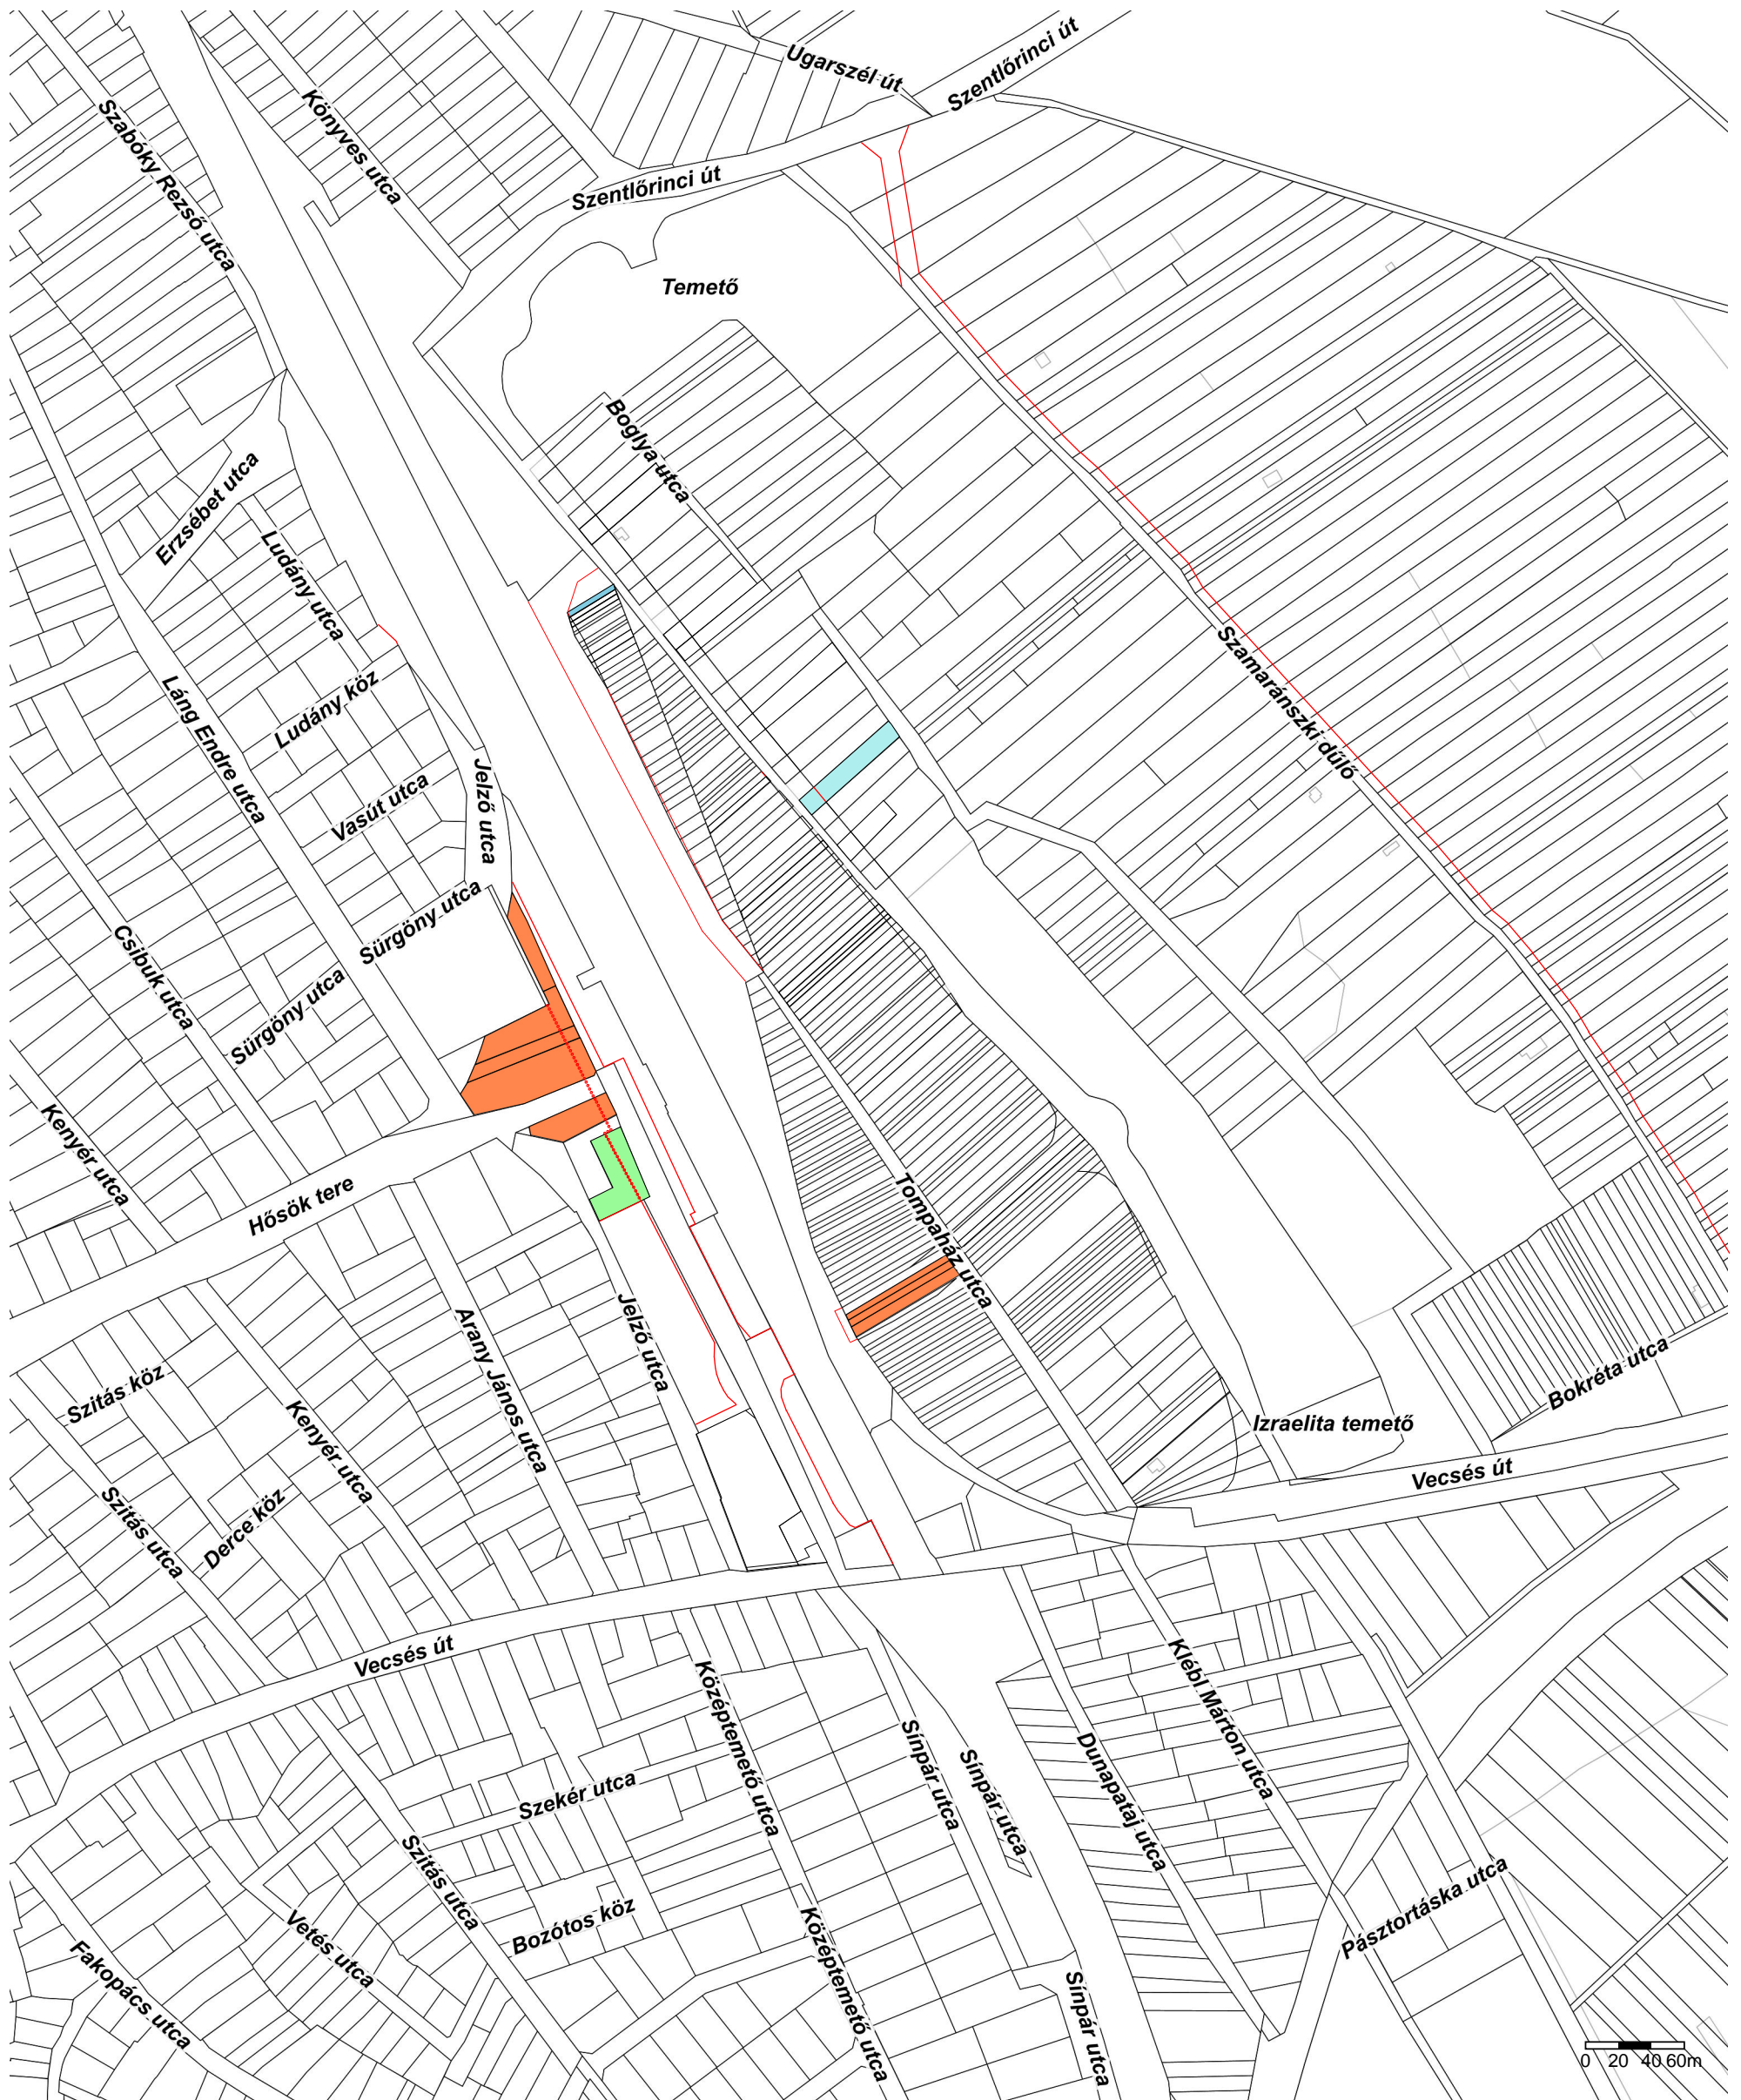 Ugarszél út
Szentlőrinci út
Könyves utca
Szabóky Rezső utca
Szentlőrinci út
Temető
Boglya utca
Erzsébet utca
Ludány utca
Szamaránszki dűlő
Láng Endre utca
Ludány köz
Jelző utca
Vasút utca
Sürgöny utca
Csibuk utca
Sürgöny utca
Kenyér utca
Hősök tere
Tompaház utca
Jelző utca
Arany János utca
Szitás köz
Kenyér utca
Bokréta utca
Izraelita temető
Vecsés út
Szitás utca
Derce köz
Vecsés út
Középtemető utca
Klébl Márton utca
Sínpár utca
Sínpár utca
Dunapataj utca
Szekér utca
Szitás utca
Pásztortáska utca
Bozótos köz
Vetés utca
Középtemető utca
Fakopács utca
Sínpár utca
0 20 40 60m